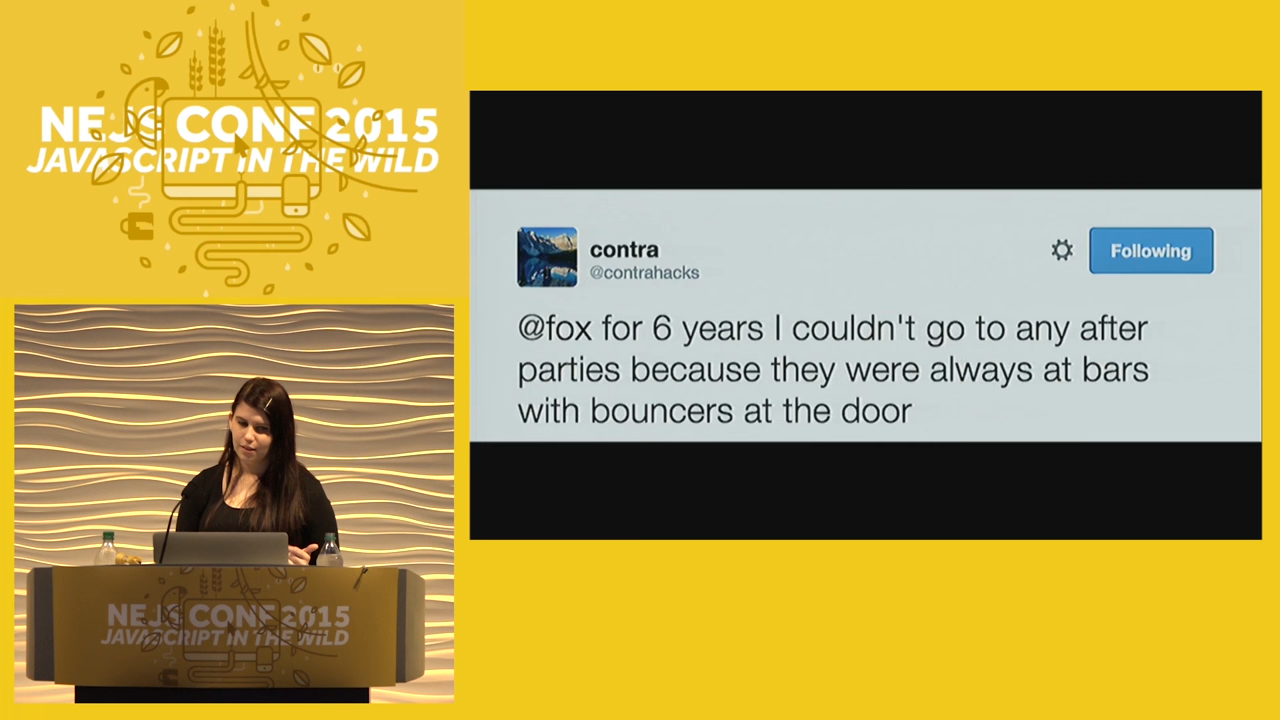 NEJS CONF 2015
JAVASCRIPT IN THE WILD
contra
@contrahacks
Following
@fox for 6 years I couldn't go to any after
parties because they were always at bars
with bouncers at the door
NEJS CONF 2015
JAVASCRIPT IN THE WILD